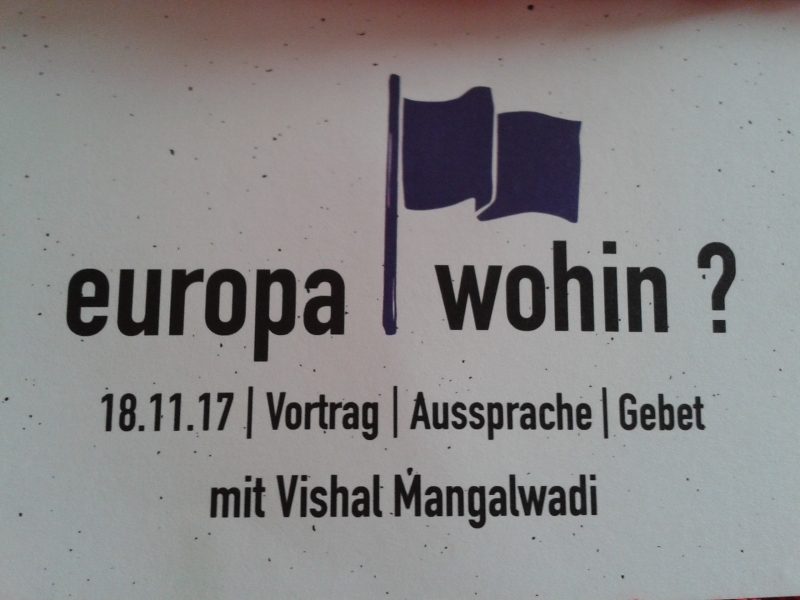 europa wohin ?
18.11.17 | Vortrag | Aussprache | Gebet
mit Vishal Mangalwadi